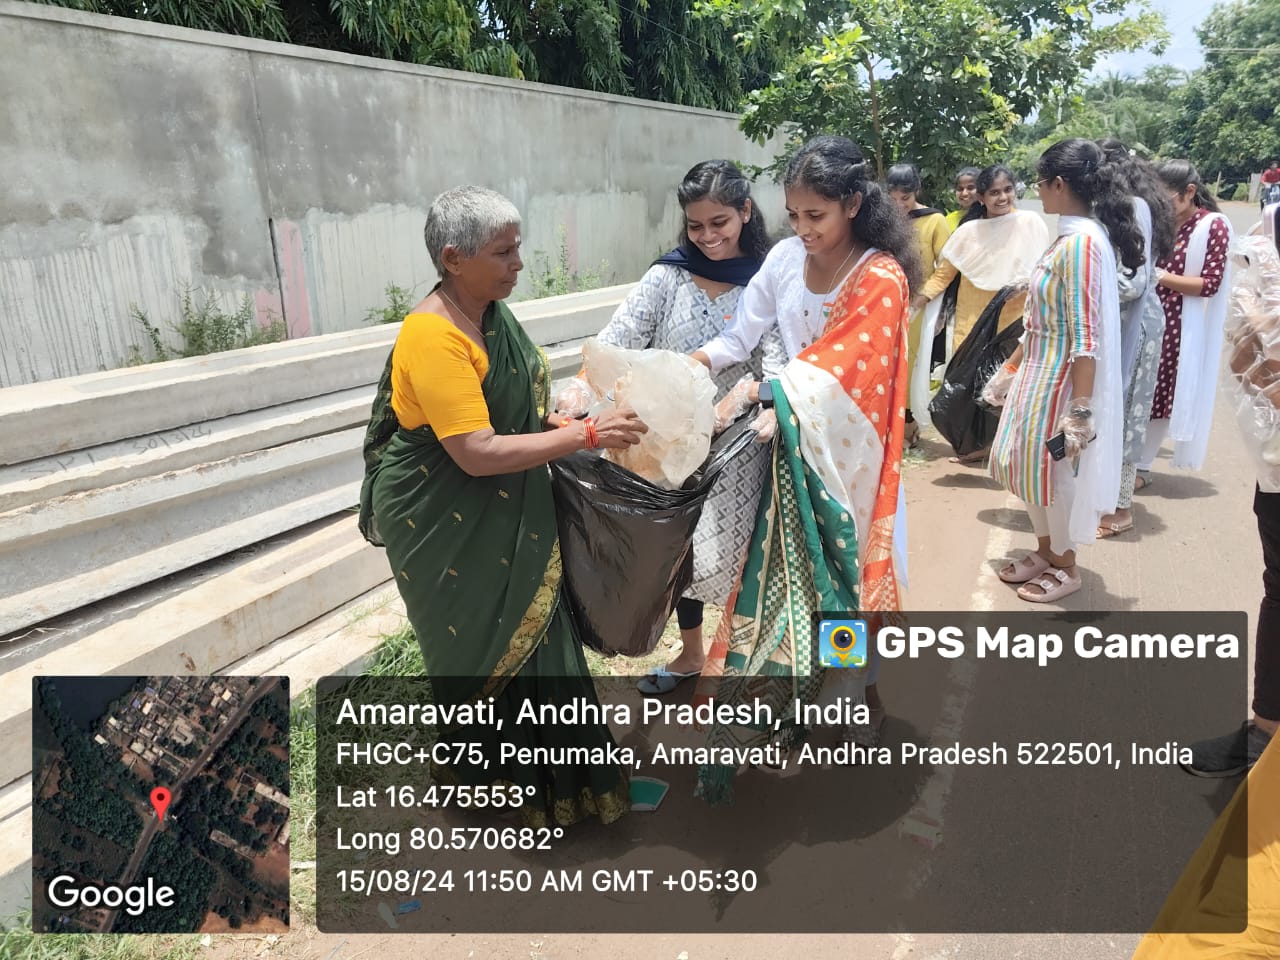 GPS Map Camera
Amaravati, Andhra Pradesh, India
FHGC+C75, Penumaka, Amaravati, Andhra Pradesh 522501, India
Lat 16.475553°
Long 80.570682°
15/08/24 11:50 AM GMT +05:30
Google